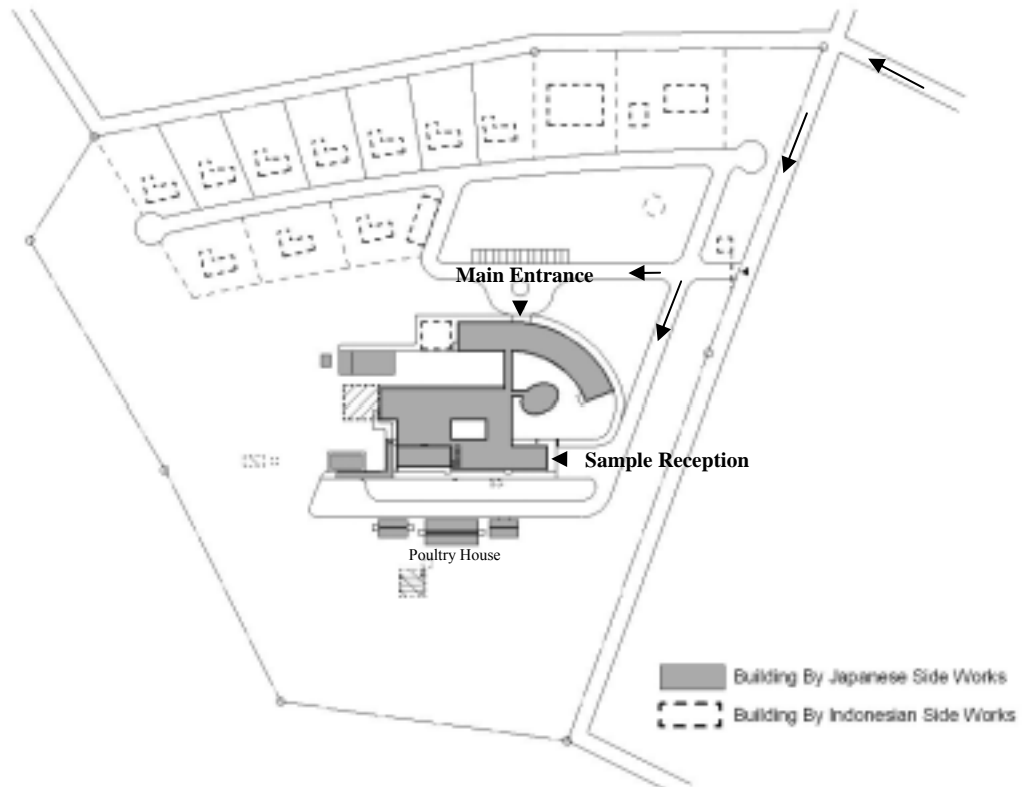 Main Entrance
Sample Reception
Poultry House
Building By Japanese Side Works
Building By Indonesian Side Works